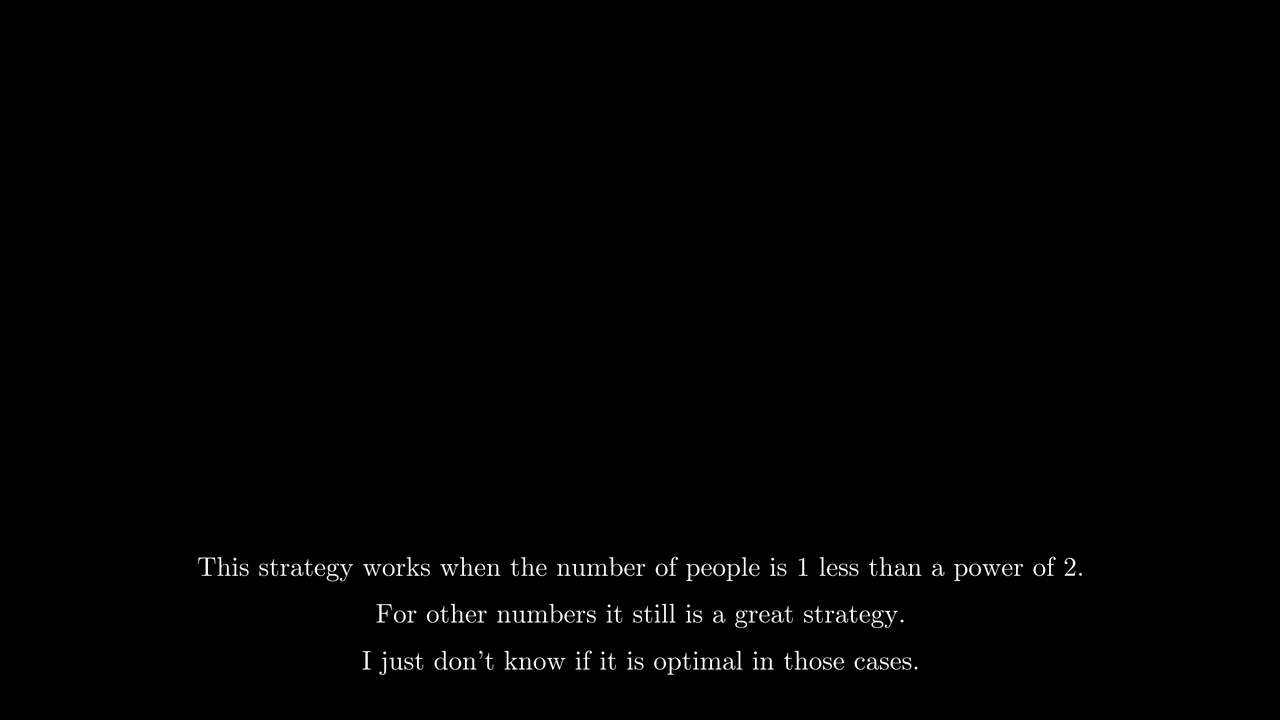 This strategy works when the number of people is 1 less than a power of 2.
For other numbers it still is a great strategy.
I just don't know if it is optimal in those cases.